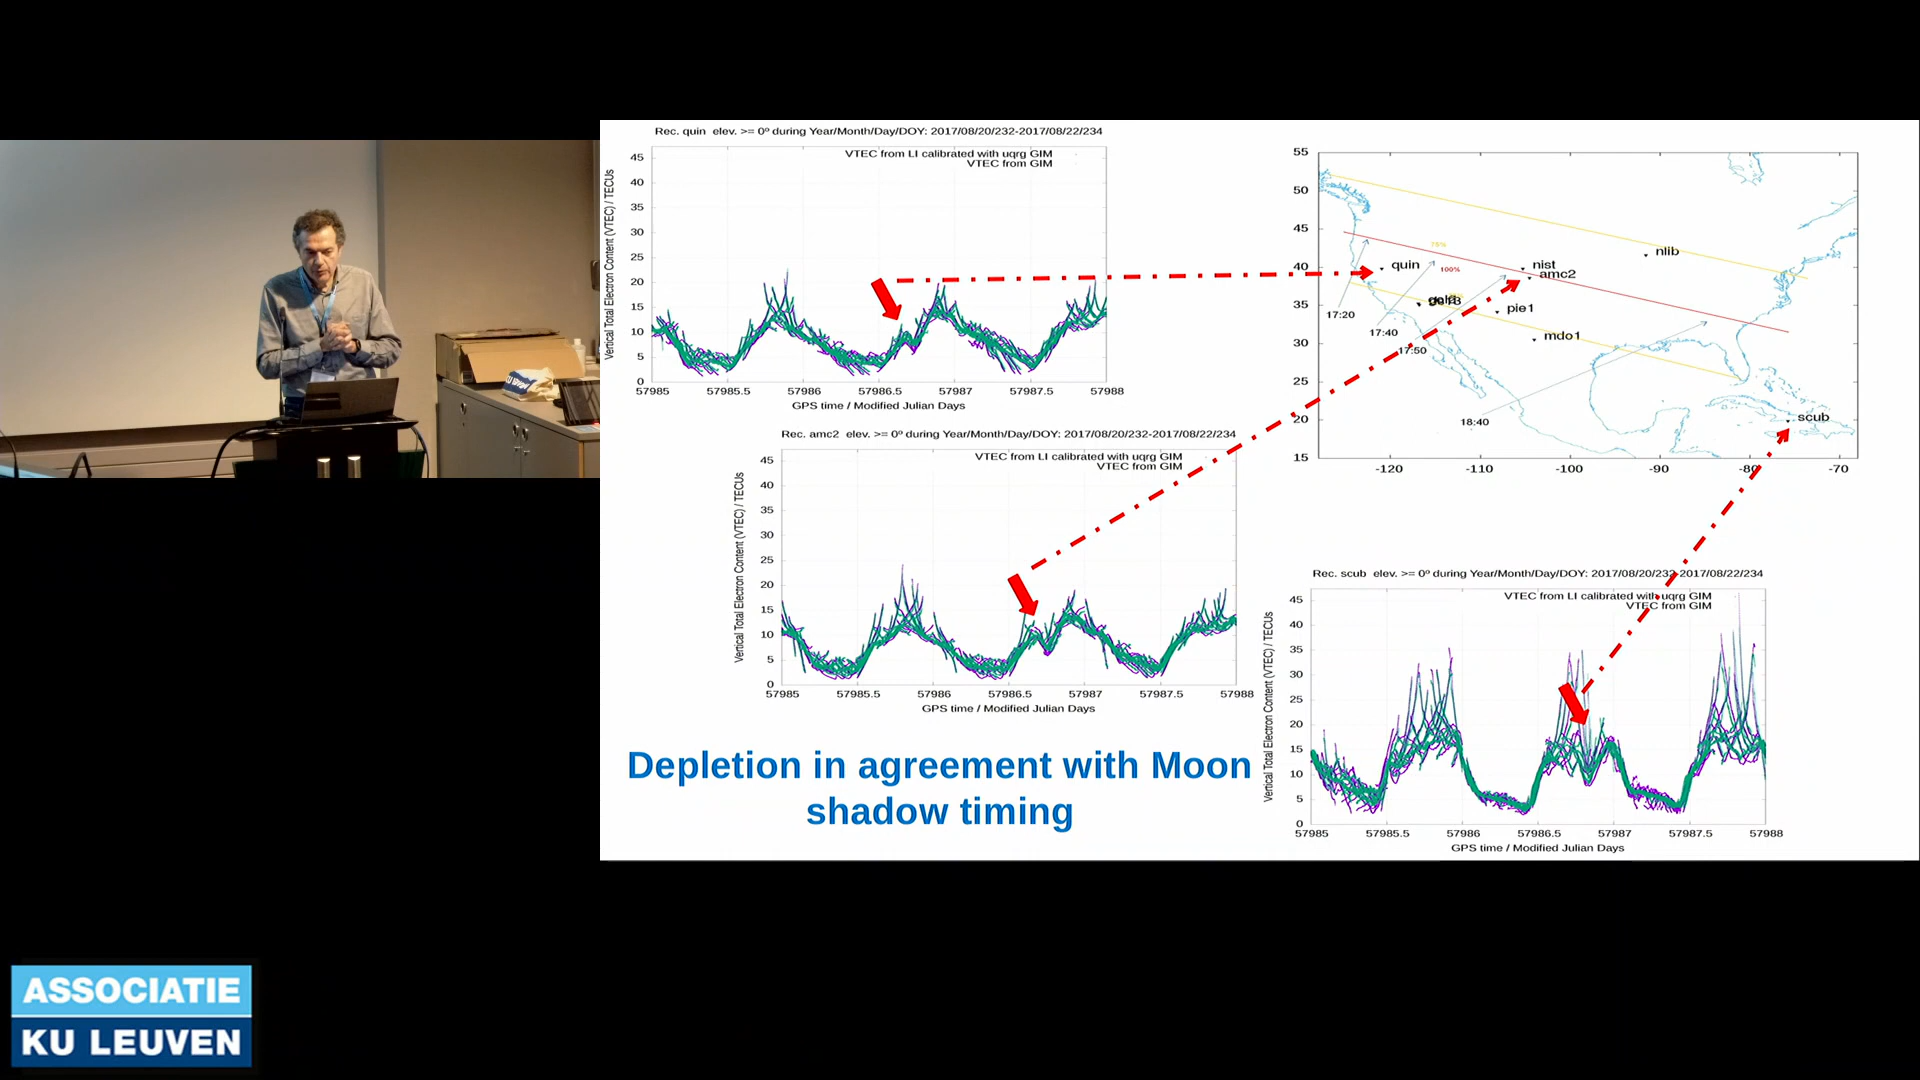 Rec. quin elev. >= 0º during Year/Month/Day/DOY: 2017/08/20/232-2017/08/22/234
VTEC from LI calibrated with uqrg GIM
VTEC from GIM
Vertical Total Electron Content (VTEC) / TECUs
45
40
35
30
25
20
15
10
5
0
57985
57985.5
57986
57986.5
57987
57987.5
57988
GPS time / Modified Julian Days
55
50
45
40
35
30
25
20
15
-120
-110
-100
-90
-80
-70
75%
100%
quin
nist
amc2
nlib
pie1
mdo1
scub
17:20
17:40
17:50
18:40
Rec. amc2 elev. >= 0º during Year/Month/Day/DOY: 2017/08/20/232-2017/08/22/234
VTEC from LI calibrated with uqrg GIM
VTEC from GIM
Vertical Total Electron Content (VTEC) / TECUs
45
40
35
30
25
20
15
10
5
0
57985
57985.5
57986
57986.5
57987
57987.5
57988
GPS time / Modified Julian Days
Rec. scub elev. >= 0º during Year/Month/Day/DOY: 2017/08/20/232-2017/08/22/234
VTEC from LI calibrated with uqrg GIM
VTEC from GIM
Vertical Total Electron Content (VTEC) / TECUs
45
40
35
30
25
20
15
10
5
0
57985
57985.5
57986
57986.5
57987
57987.5
57988
GPS time / Modified Julian Days
Depletion in agreement with Moon
shadow timing
ASSOCIATIE
KU LEUVEN